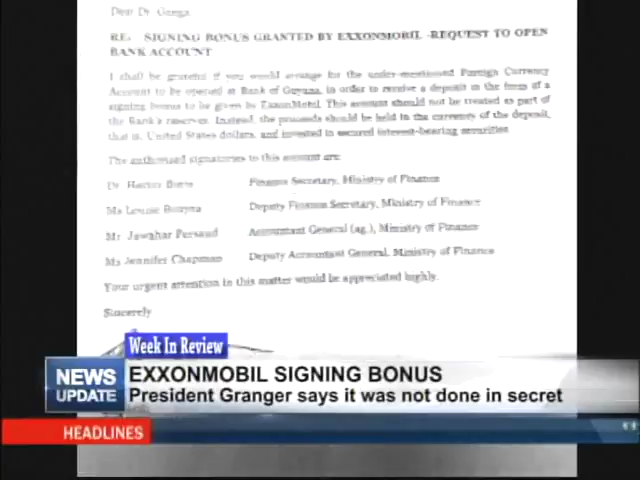 Dear Dr. Ganga
RE: SIGNING BONUS GRANTED BY EXXONMOBIL -REQUEST TO OPEN
BANK ACCOUNT
I shall be grateful if you would arrange for the under-mentioned Foreign Currency
Account to be opened at Bank of Guyana, in order to receive a deposit in the form of a
signing bonus to be given by ExxonMobil. This account should not be treated as part of
the Bank's reserves. Instead, the proceeds should be held in the currency of the deposit,
that is, United States dollars, and invested in secured interest-bearing securities
The authorised signatories to this account are:
Dr. Finance Secretary, Ministry of Finance
Ms Louise Deputy Finance Secretary, Ministry of Finance
Mr Jawahar Persaud Accountant General (ag.), Ministry of Finance
Ms Jennifer Chapman Deputy Accountant General, Ministry of Finance
Your urgent attention to this matter would be appreciated highly.
Sincerely
Week In Review
NEWS
UPDATE
EXXONMOBIL SIGNING BONUS
President Granger says it was not done in secret
HEADLINES